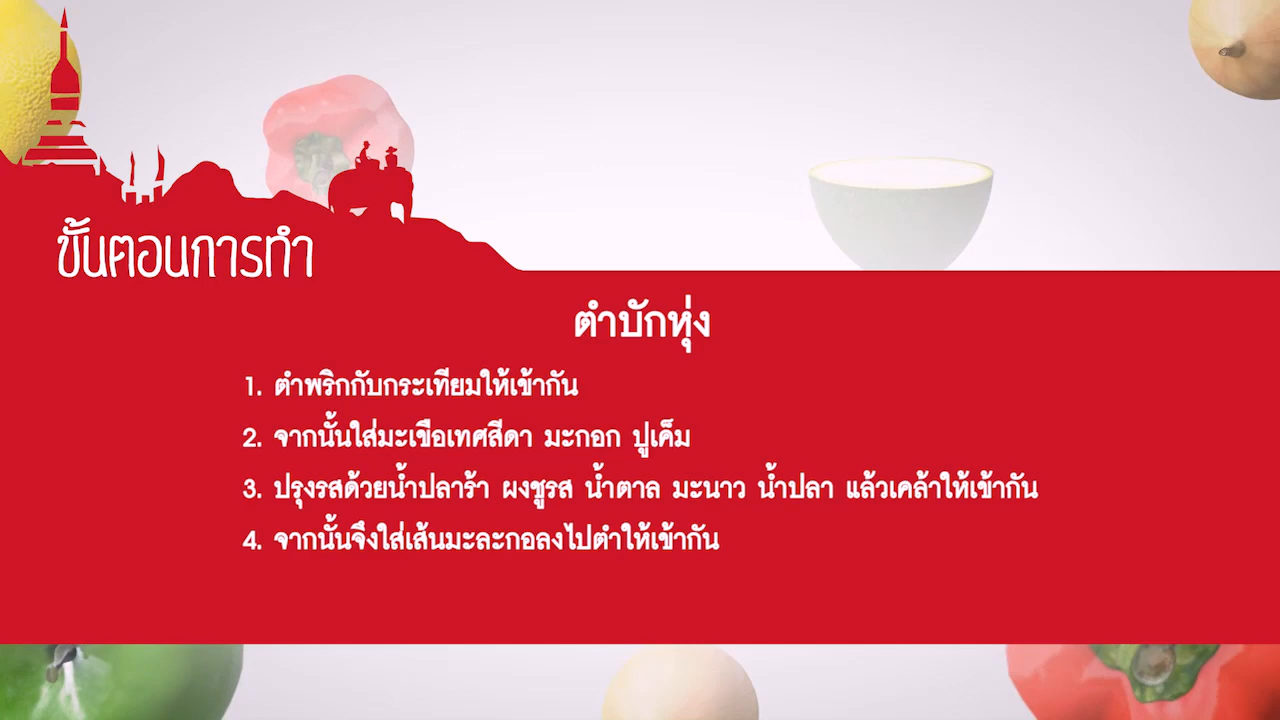 ขั้นตอนการทำ
ตำบักหุ่ง
1. ตำพริกกับกระเทียมให้เข้ากัน
2. จากนั้นใส่มะเขือเทศสีดา มะกอก ปูเค็ม
3. ปรุงรสด้วยน้ำปลาร้า ผงชูรส น้ำตาล มะนาว น้ำปลา แล้วเคล้าให้เข้ากัน
4. จากนั้นจึงใส่เส้นมะละกอลงไปตำให้เข้ากัน